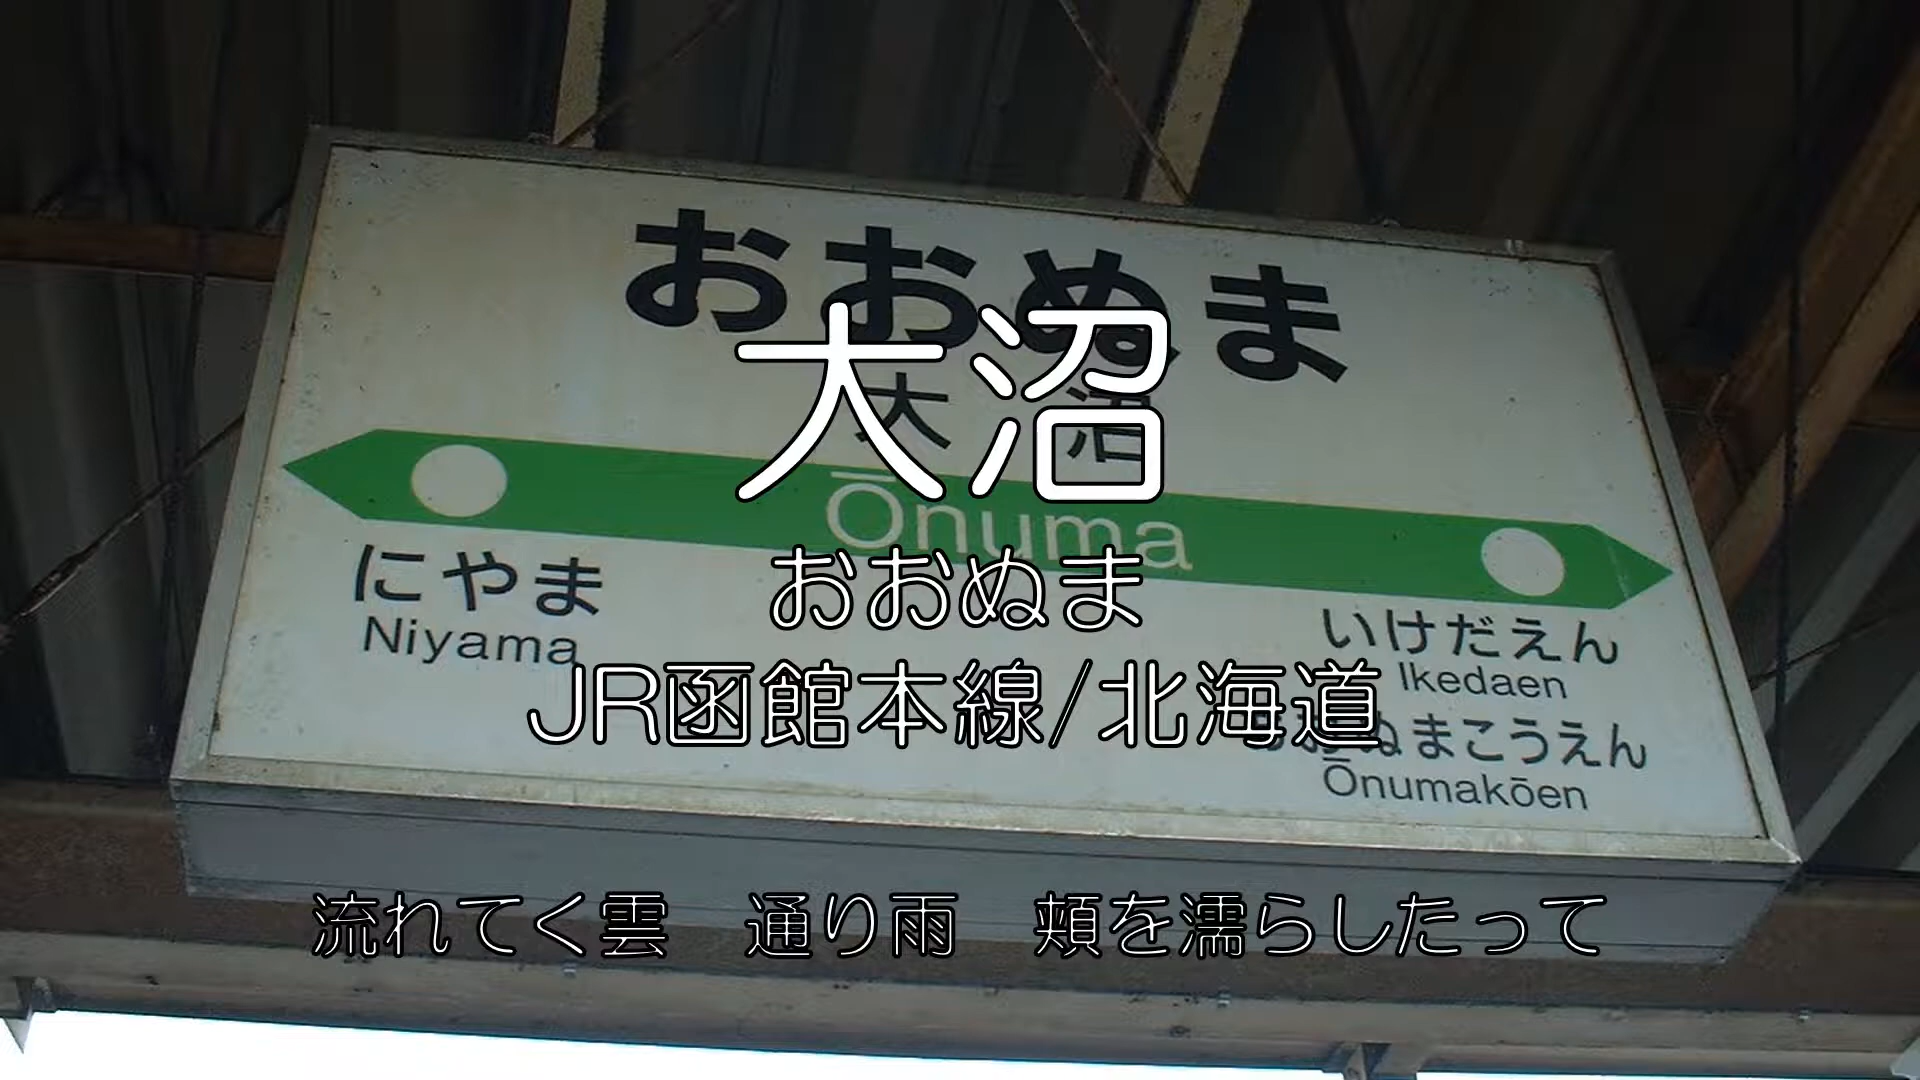 おおぬま
大沼
大沼
Ōnuma
おおぬま
にやま
Niyama
いけだえん
Ikedaen
JR函館本線/北海道
おおぬまこうえん
Ōnumakōen
流れてく雲　通り雨　頬を濡らしたって